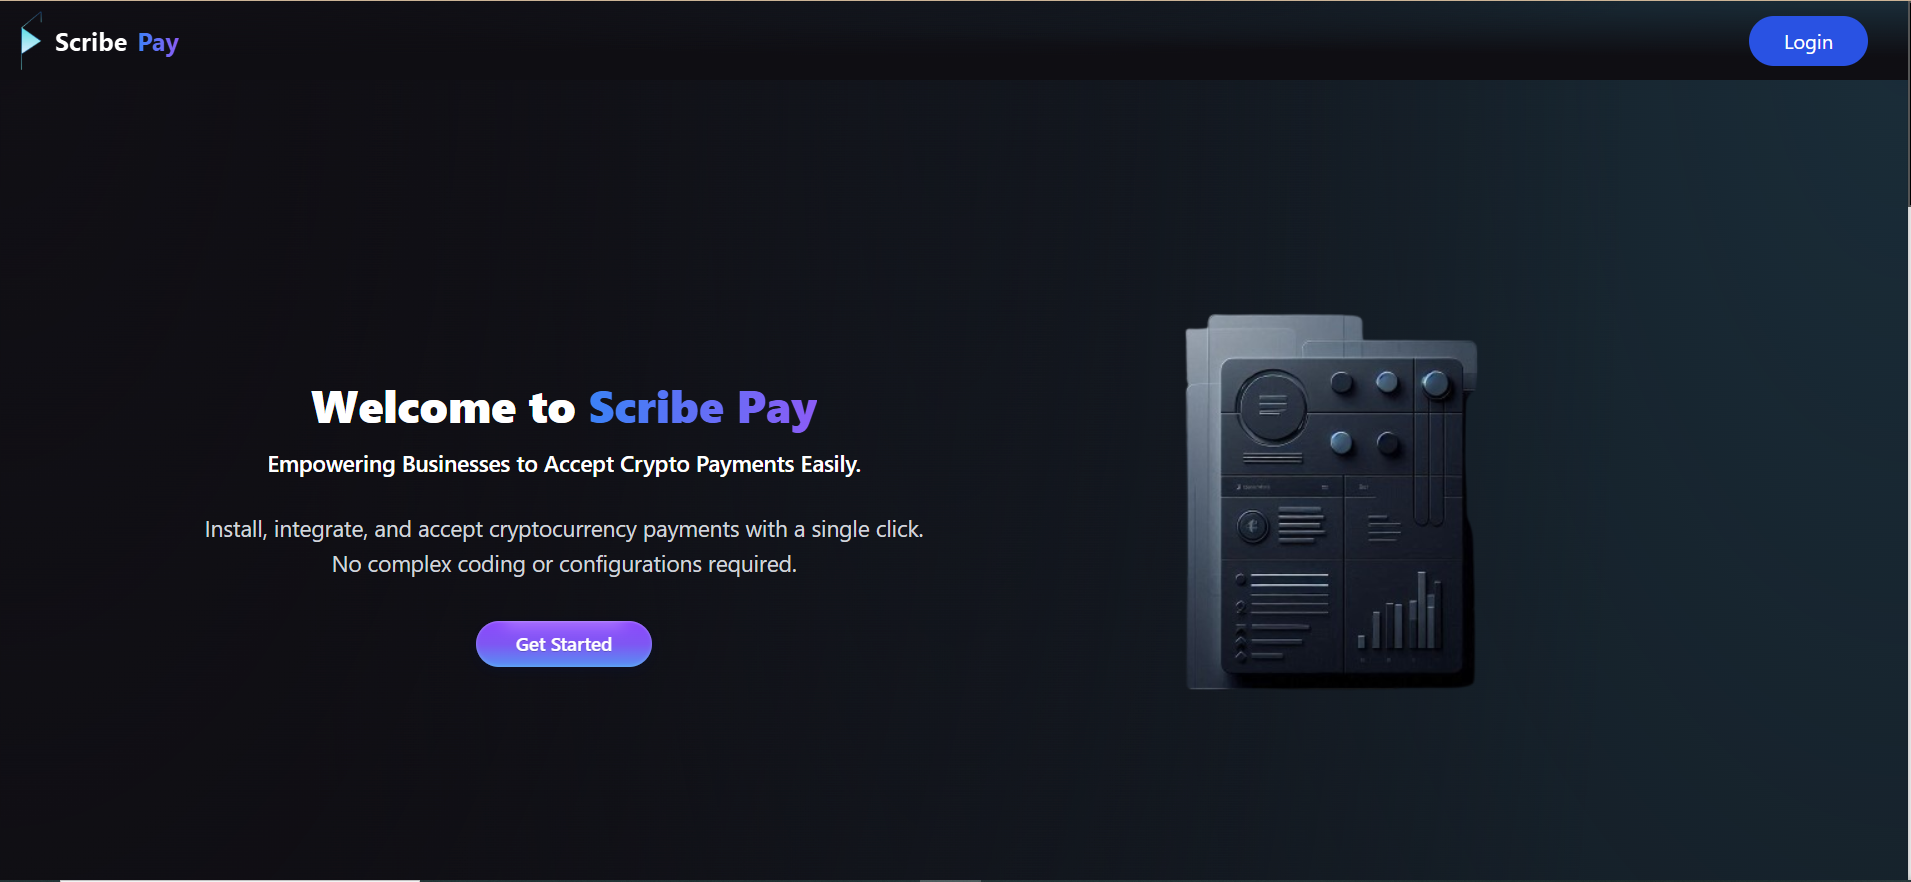 Scribe Pay
Login
Welcome to Scribe Pay
Empowering Businesses to Accept Crypto Payments Easily.
Install, integrate, and accept cryptocurrency payments with a single click.
No complex coding or configurations required.
Get Started